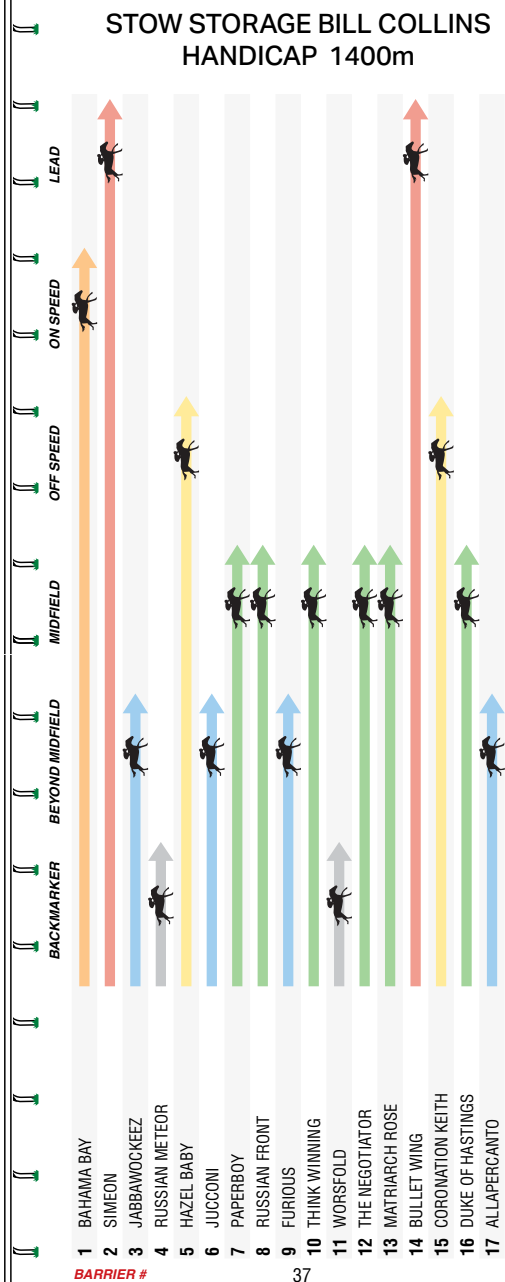 STOW STORAGE BILL COLLINS
HANDICAP 1400m
LEAD
ON SPEED
OFF SPEED
MIDFIELD
BEYOND MIDFIELD
BACKMARKER
1 BAHAMA BAY
2 SIMEON
3 JABBAWOCKEEZ
4 RUSSIAN METEOR
5 HAZEL BABY
6 JUCCONI
7 PAPERBOY
8 RUSSIAN FRONT
9 FURIOUS
10 THINK WINNING
11 WORSFOLD
12 THE NEGOTIATOR
13 MATRIARCH ROSE
14 BULLET WING
15 CORONATION KEITH
16 DUKE OF HASTINGS
17 ALLAPERCANTO
BARRIER #
37